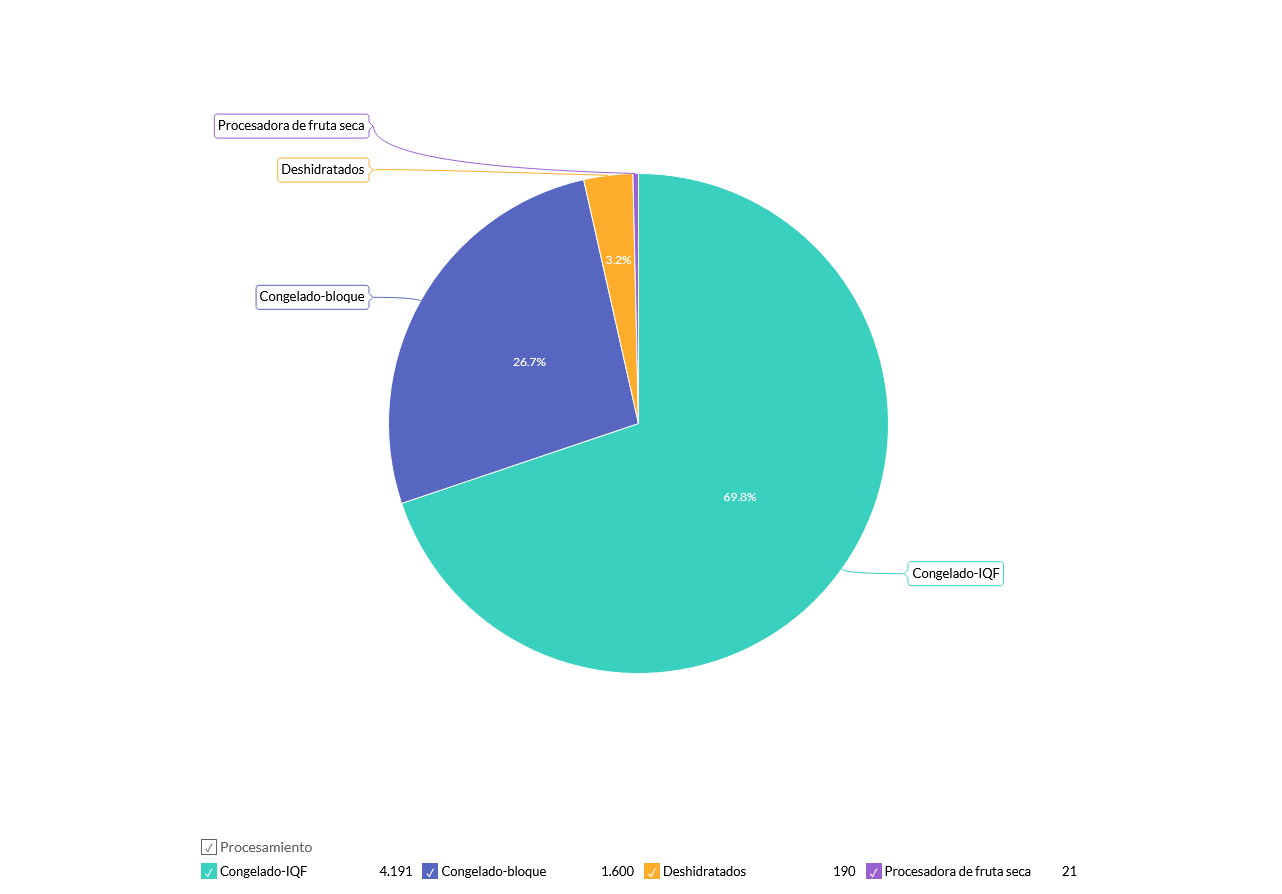 Procesadora de fruta seca
Deshidratados
3.2%
Congelado-bloque
26.7%
69.8%
Congelado-IQF
Procesamiento
Congelado-IQF 4.191 Congelado-bloque 1.600 Deshidratados 190 Procesadora de fruta seca 21